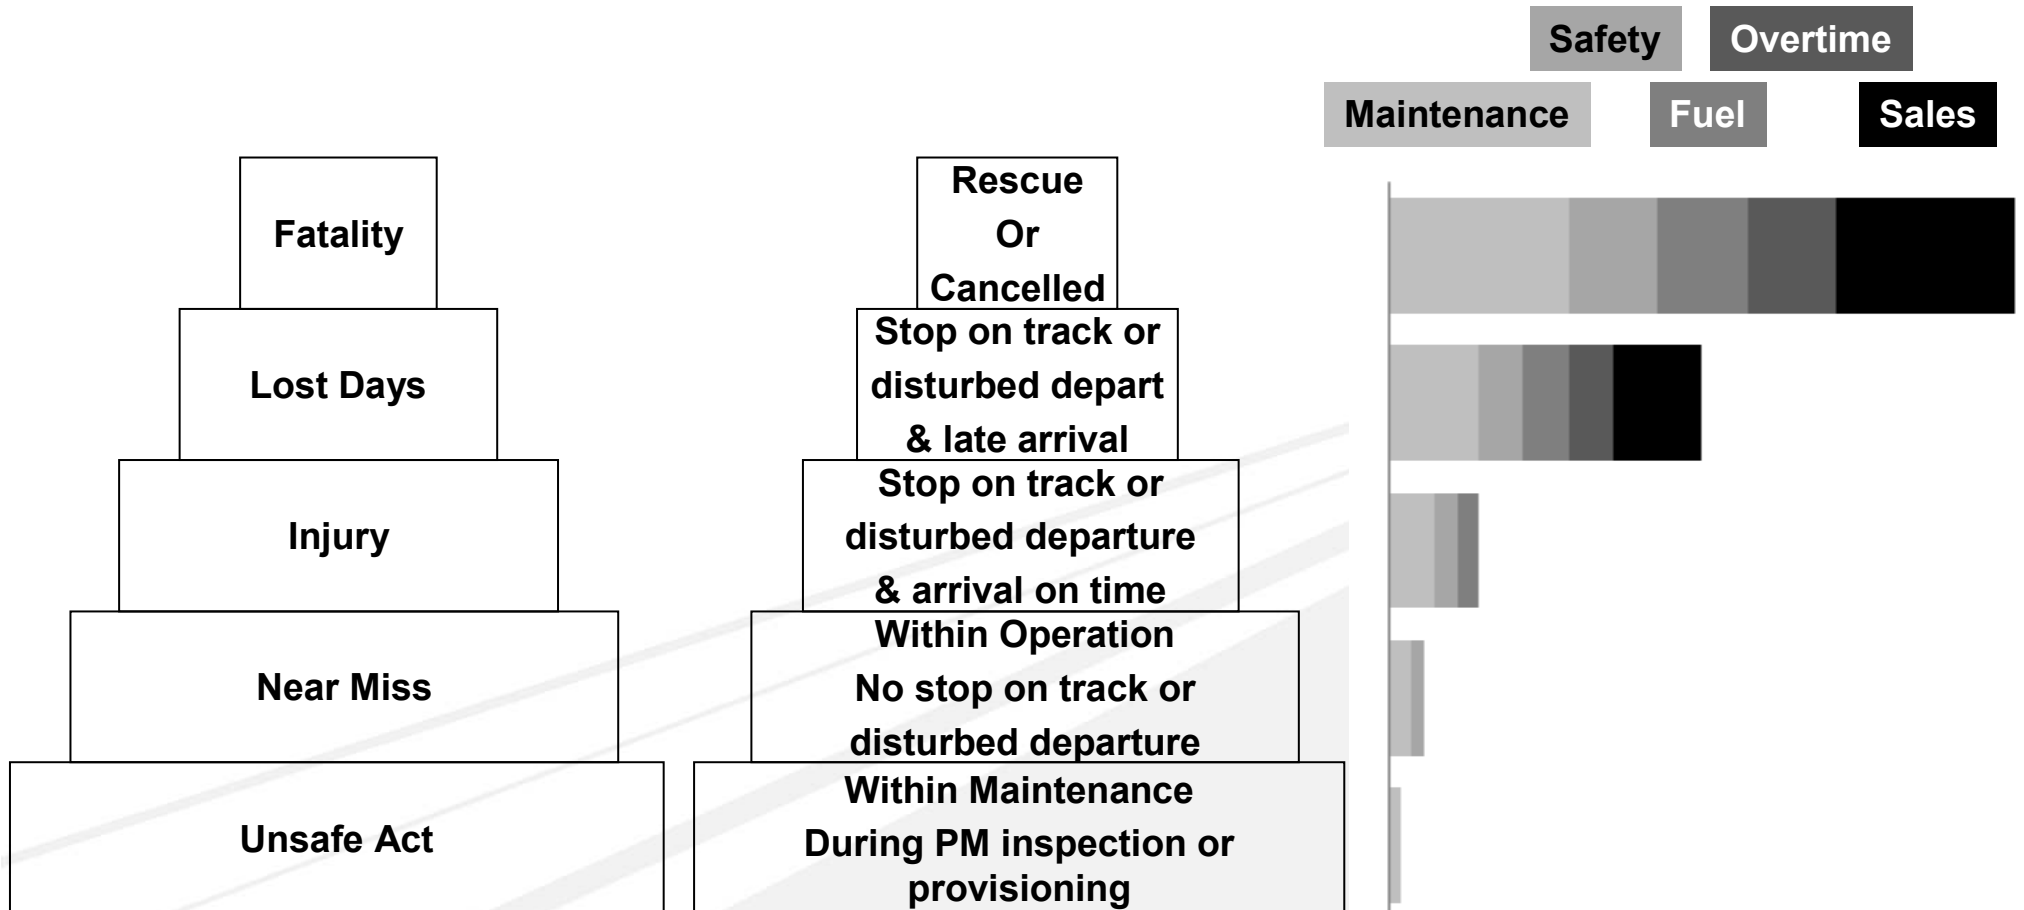 Safety
Overtime
Maintenance
Fuel
Sales
Fatality
Lost Days
Injury
Near Miss
Unsafe Act
Rescue
Or
Cancelled
Stop on track or
disturbed depart
& late arrival
Stop on track or
disturbed departure
& arrival on time
Within Operation
No stop on track or
disturbed departure
Within Maintenance
During PM inspection or
provisioning